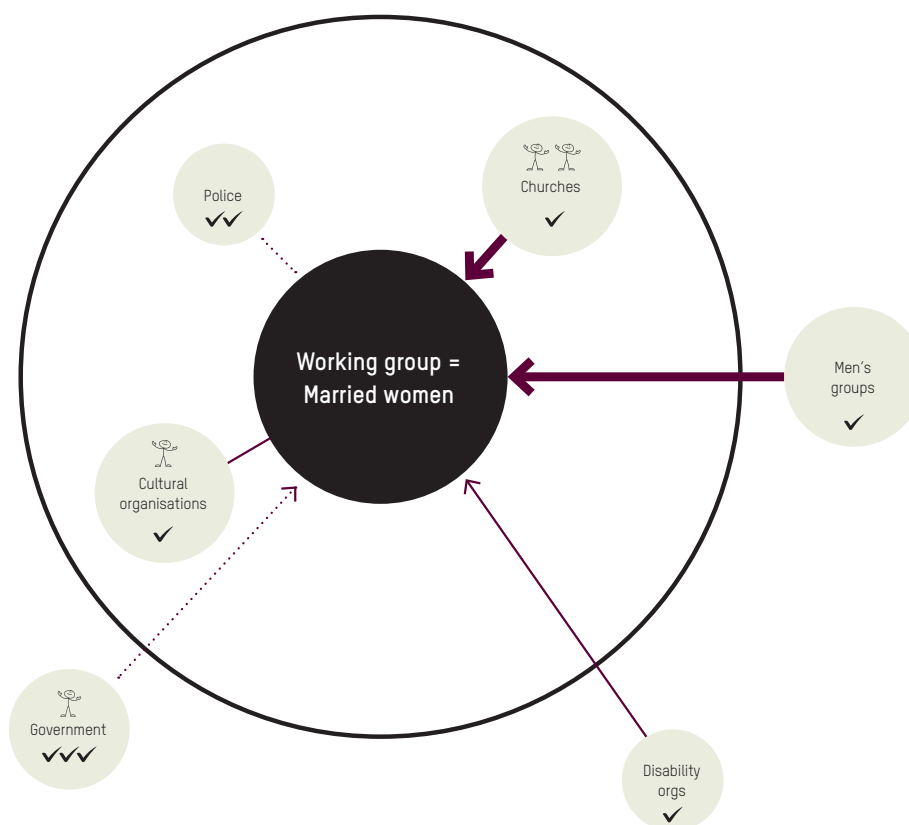 Churches
✓
Police
✓✓
Working group =
Married women
Men's
groups
✓
Cultural
organisations
✓
Government
✓✓✓
Disability
orgs
✓